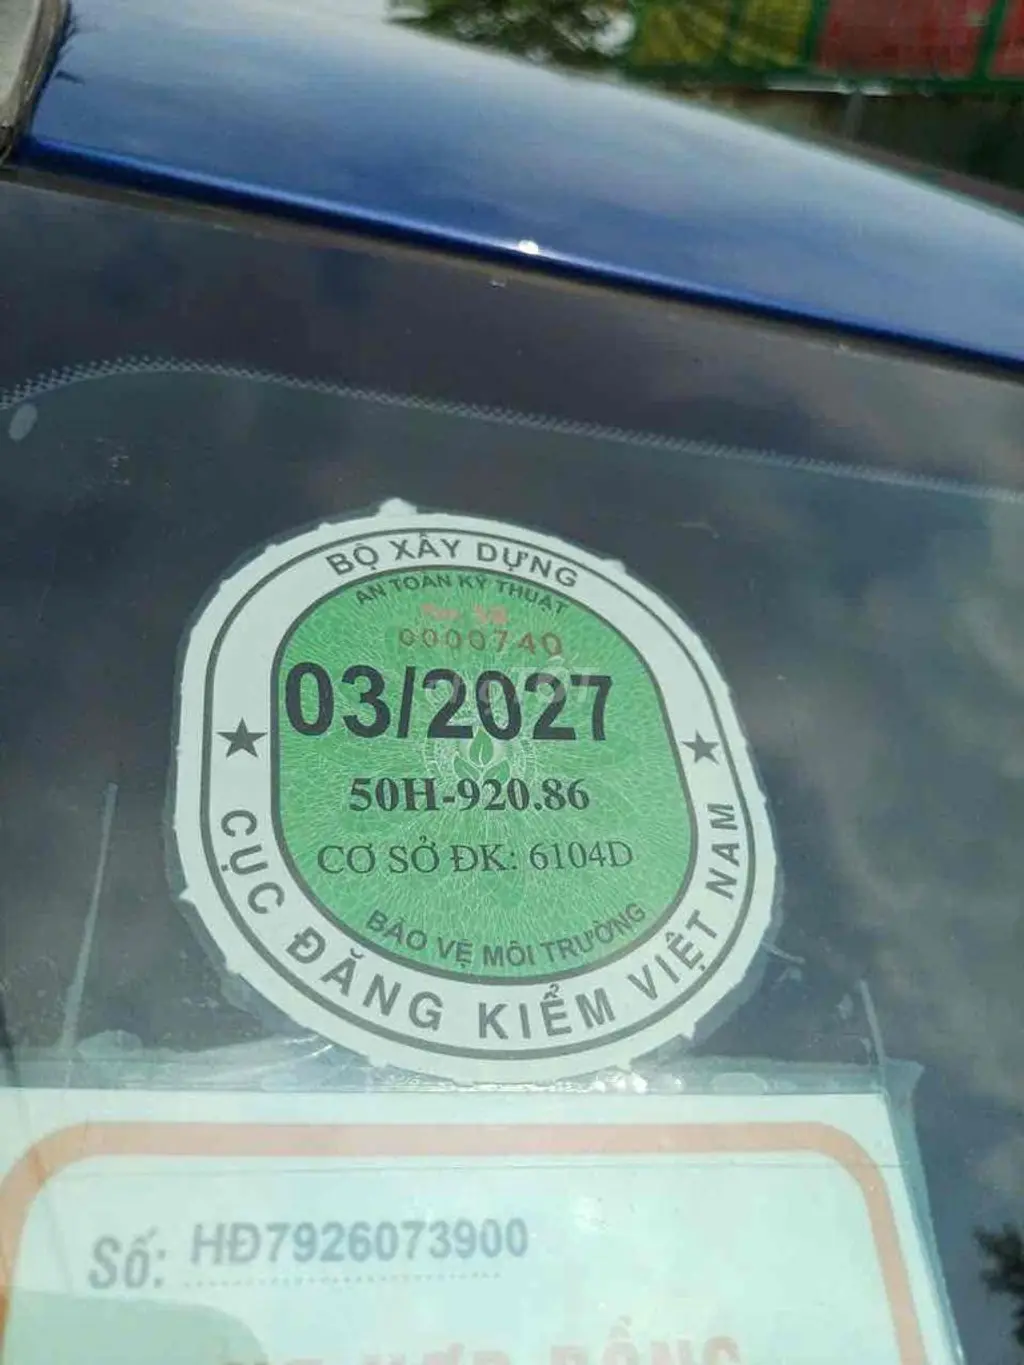 BỘ XÂY DỰNG
AN TOÀN KỸ THUẬT
0000740
03/2027
50H-920.86
CƠ SỞ ĐK: 6104D
BẢO VỆ MÔI TRƯỜNG
CỤC ĐĂNG KIỂM VIỆT NAM
Số: HĐ7926073900